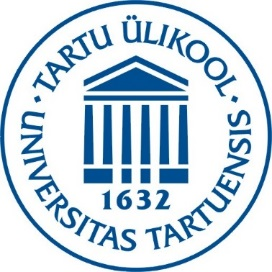 · TARTU ÜLIKOOL ·
UNIVERSITAS TARTUENSIS
1632